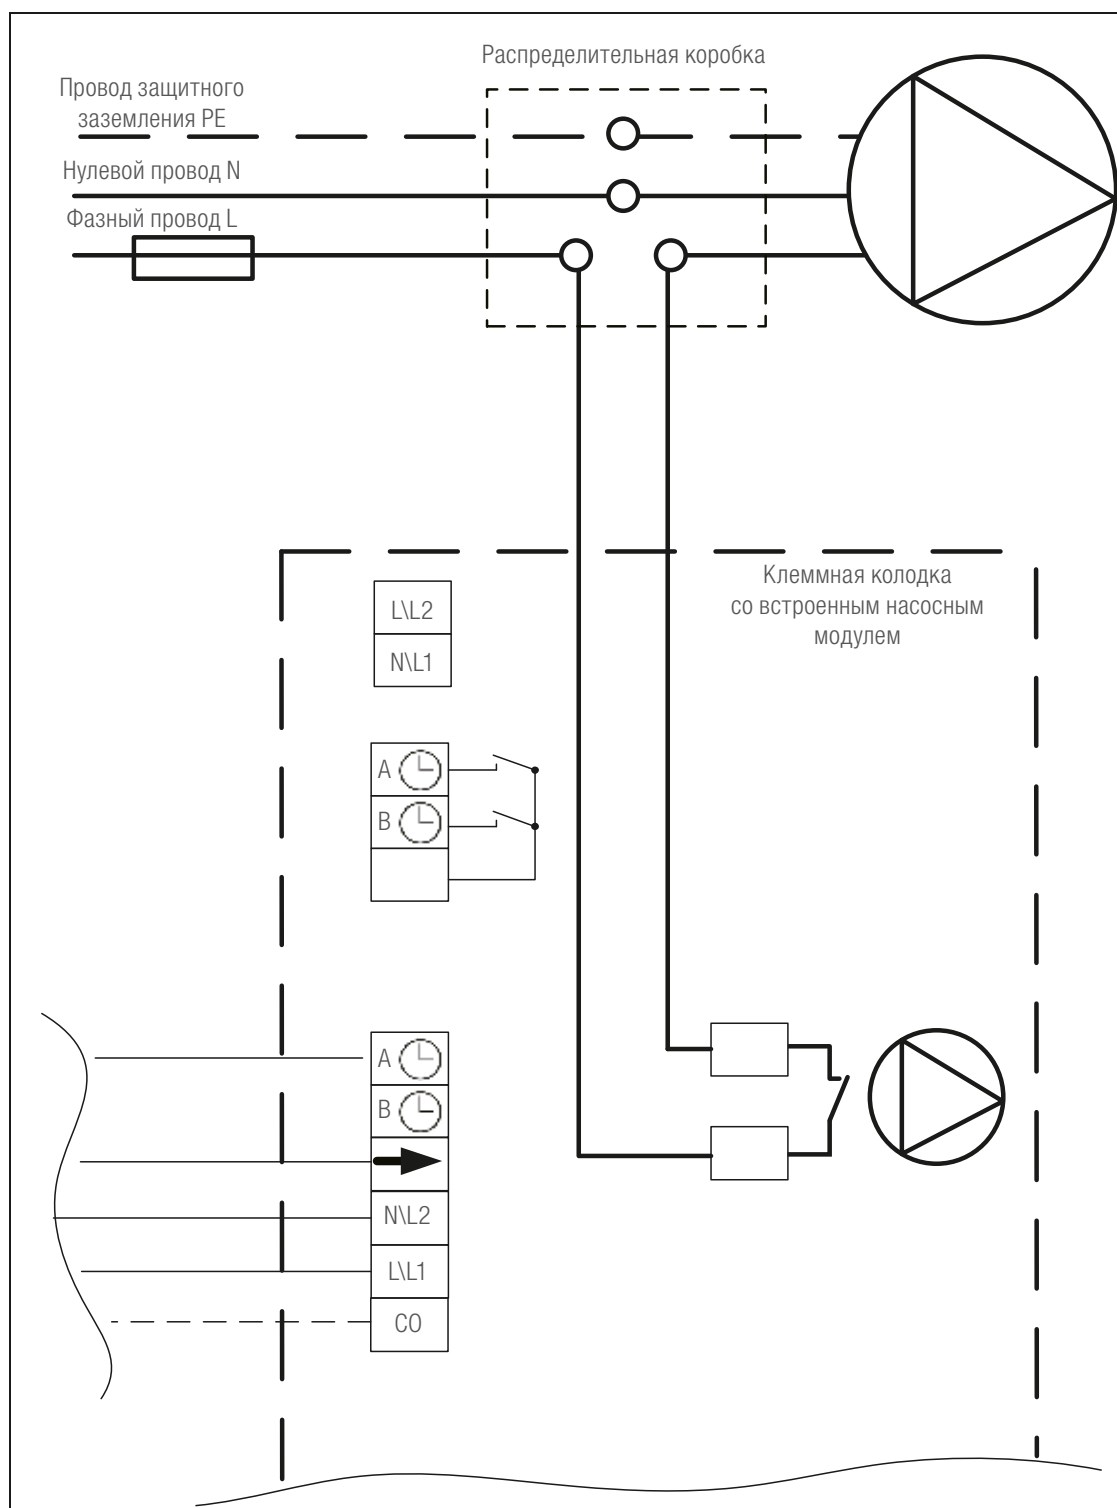 Распределительная коробка
Провод защитного
заземления PE
Нулевой провод N
Фазный провод L
Клеммная колодка
со встроенным насосным
модулем
L\L2
N\L1
A
B
A
B
N\L2
L\L1
CO